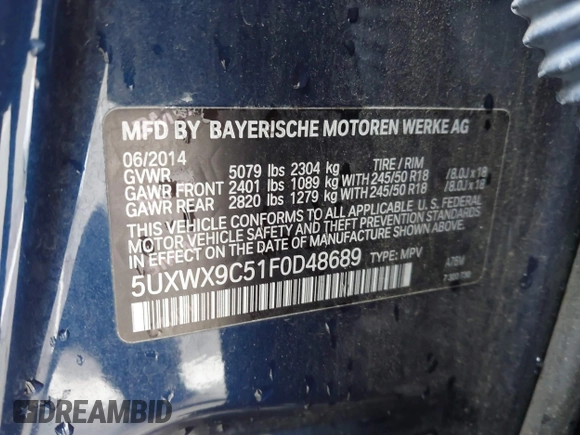 MFD BY BAYERISCHE MOTOREN WERKE AG
06/2014
GVWR 5079 lbs 2304 kg TIRE / RIM
GAWR FRONT 2401 lbs 1089 kg WITH 245/50 R18 /8.0J x 18
GAWR REAR 2820 lbs 1279 kg WITH 245/50 R18 /8.0J x 18
THIS VEHICLE CONFORMS TO ALL APPLICABLE U. S. FEDERAL
MOTOR VEHICLE SAFETY AND THEFT PREVENTION STANDARDS
IN EFFECT ON THE DATE OF MANUFACTURE SHOWN ABOVE.
5UXWX9C51F0D48689 TYPE: MPV
A76M
DREAMBID